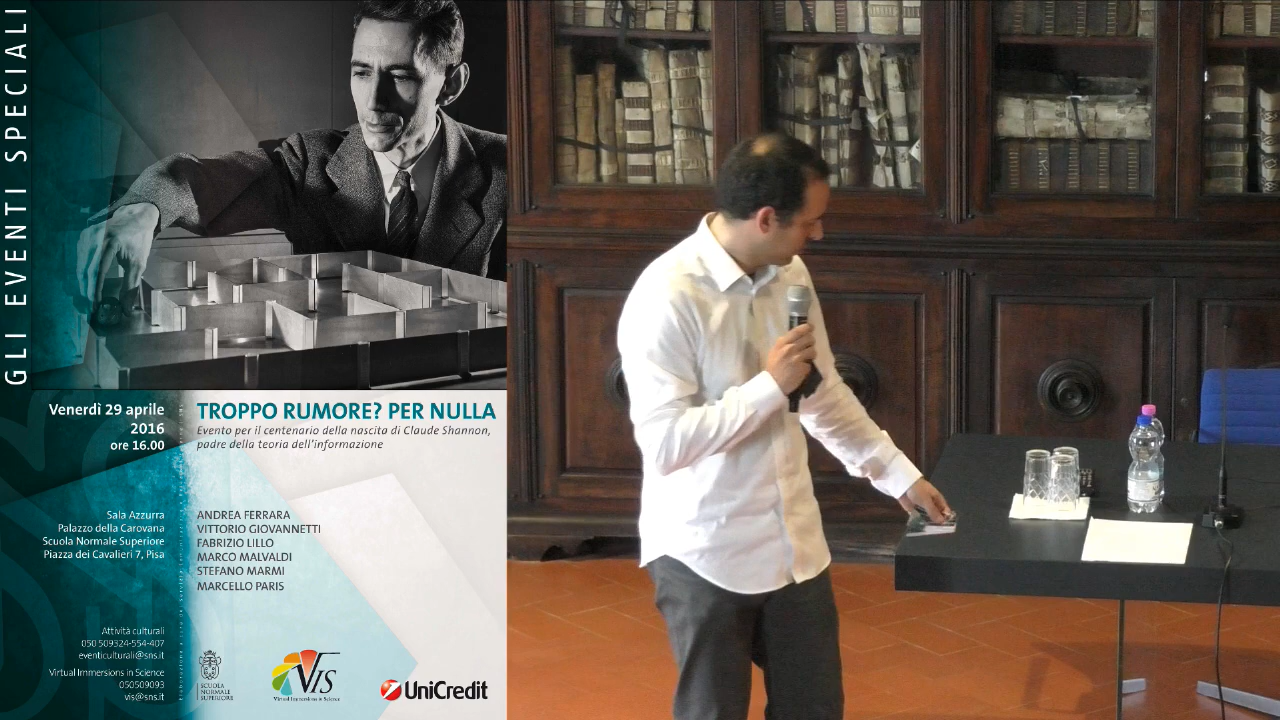 GLI EVENTI SPECIALI
Venerdì 29 aprile
2016
ore 16.00
TROPPO RUMORE? PER NULLA
Evento per il centenario della nascita di Claude Shannon,
padre della teoria dell'informazione
Sala Azzurra
Palazzo della Carovana
Scuola Normale Superiore
Piazza dei Cavalieri 7, Pisa
ANDREA FERRARA
VITTORIO GIOVANNETTI
FABRIZIO LILLO
MARCO MALVALDI
STEFANO MARMI
MARCELLO PARIS
Attività culturali
050 509324-554-407
eventiculturali@sns.it
Virtual Immersions in Science
050509093
vis@sns.it
SCUOLA
NORMALE
SUPERIORE
VIS
Virtual Immersions in Science
UniCredit